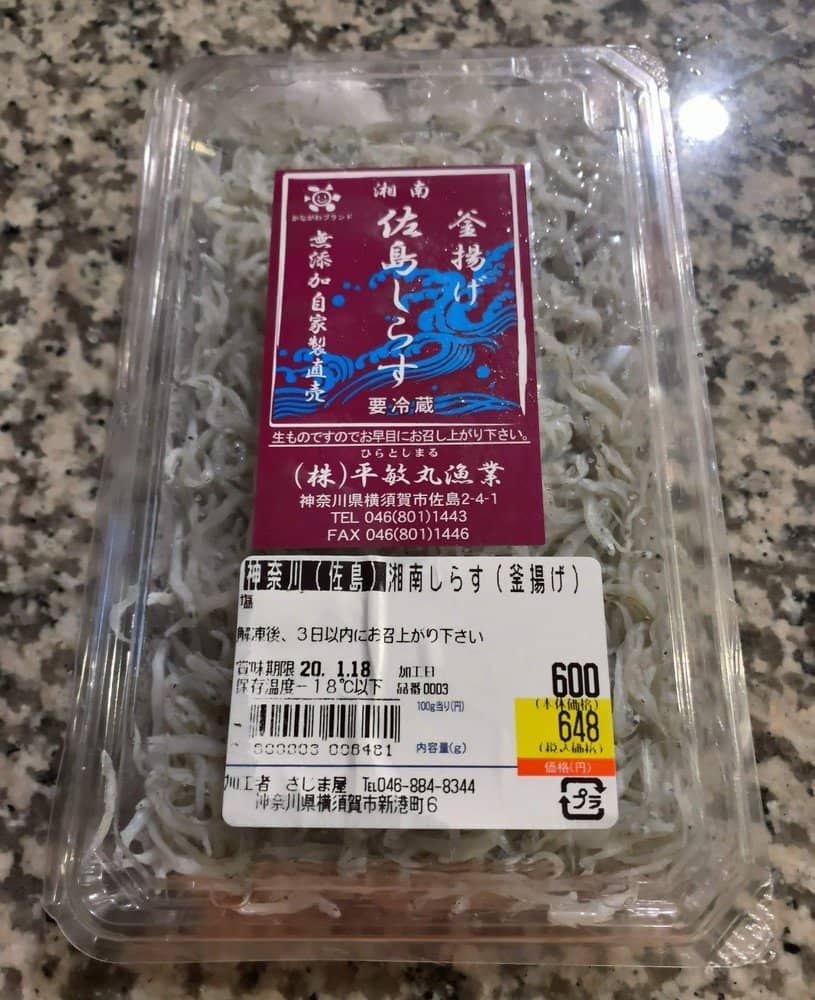 かながわブランド
湘南
釜揚げ
佐島しらす
無添加自家製直売
要冷蔵
生ものですのでお早目にお召し上がり下さい。
ひらとしまる
(株)平敏丸漁業
神奈川県横須賀市佐島2-4-1
TEL 046(801)1443
FAX 046(801)1446
神奈川(佐島)湘南しらす(釜揚げ)
塩
解凍後、3日以内にお召上がり下さい
賞味期限 20. 1.18 加工日
保存温度-18℃以下 品番0003
600
(本体価格)
100g当り(円)
648
(税込価格)
000003 006481
内容量(g)
価格(円)
加工者 さじま屋 TEL046-884-8344
神奈川県横須賀市新港町6
プラ